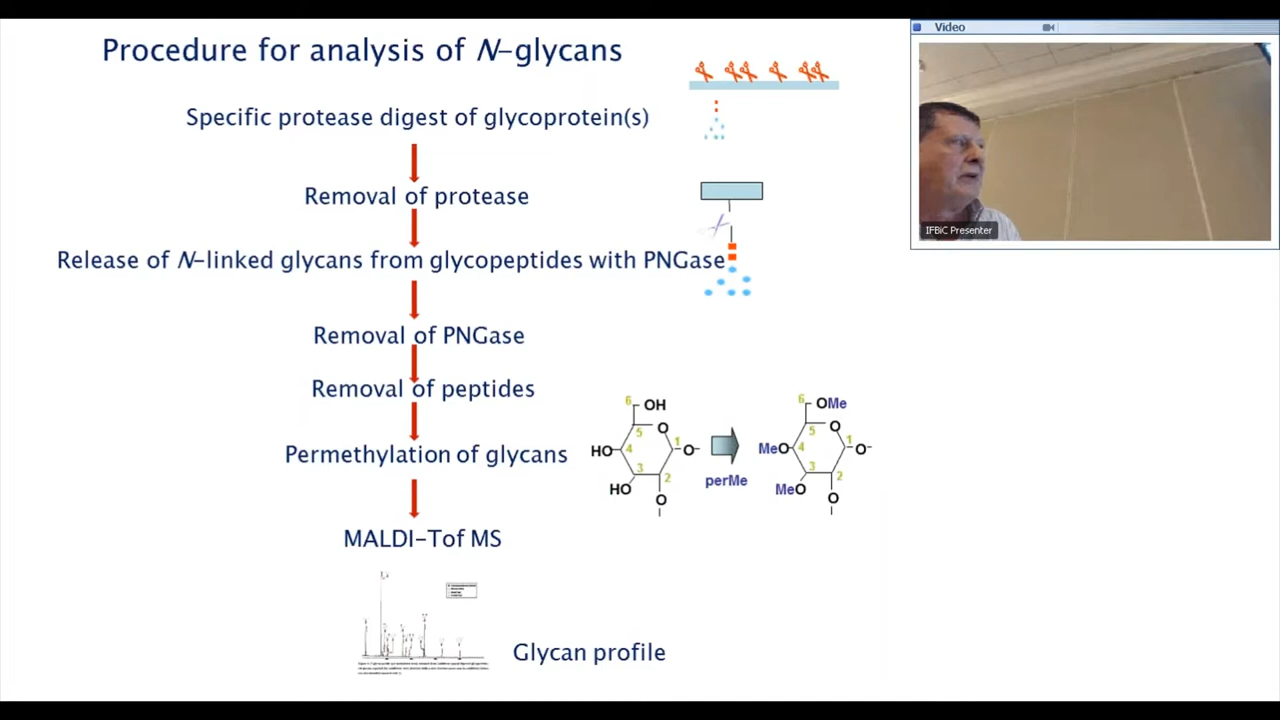 Procedure for analysis of N-glycans
Video
Specific protease digest of glycoprotein(s)
Removal of protease
IFBiC Presenter
Release of N-linked glycans from glycopeptides with PNGase
Removal of PNGase
Removal of peptides
6 OH
O
5
HO 4 1 O
3 2
HO
O
perMe
6 OMe
O
5
MeO 4 1 O
3 2
MeO
O
Permethylation of glycans
MALDI-Tof MS
Glycan profile